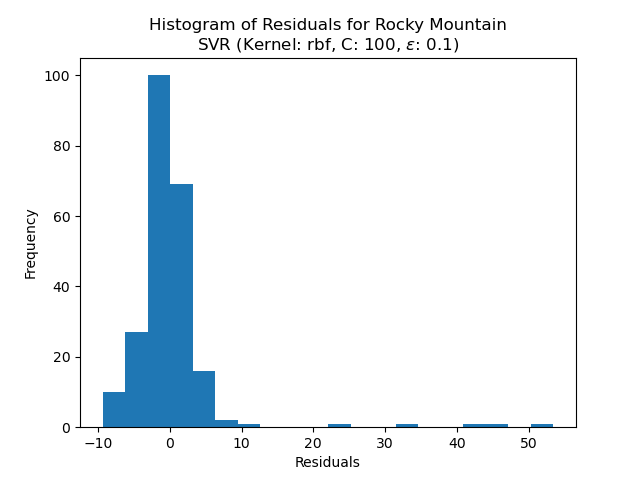 Histogram of Residuals for Rocky Mountain
SVR (Kernel: rbf, C: 100, ε: 0.1)
100
80
60
40
20
0
Frequency
−10 0 10 20 30 40 50
Residuals